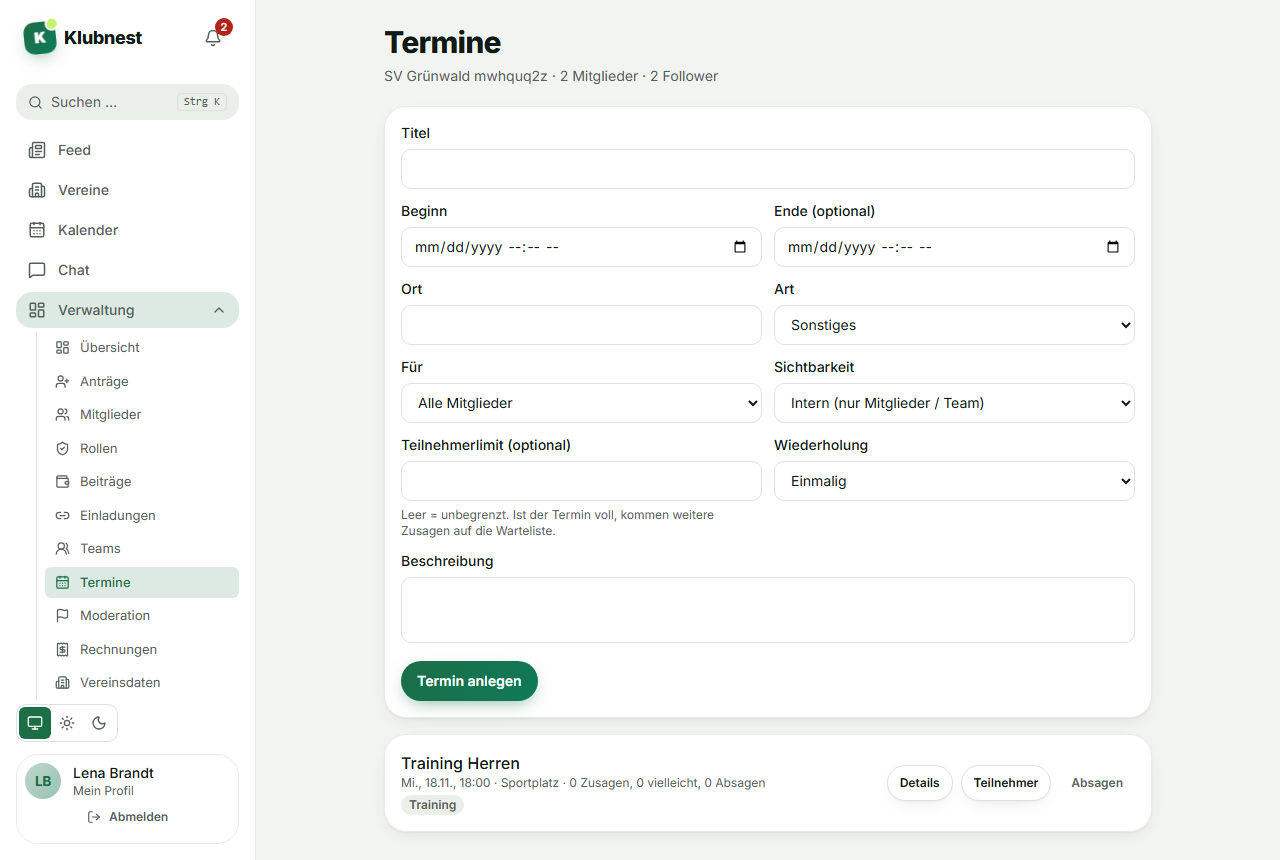 K
Klubnest
2
Suchen ...
Strg K
Feed
Vereine
Kalender
Chat
Verwaltung
Übersicht
Anträge
Mitglieder
Rollen
Beiträge
Einladungen
Teams
Termine
Moderation
Rechnungen
Vereinsdaten
LB
Lena Brandt
Mein Profil
Abmelden
Termine
SV Grünwald mwhquq2z · 2 Mitglieder · 2 Follower
Titel
Beginn
Ende (optional)
mm/dd/yyyy --:-- --
mm/dd/yyyy --:-- --
Ort
Art
Sonstiges
Für
Sichtbarkeit
Alle Mitglieder
Intern (nur Mitglieder / Team)
Teilnehmerlimit (optional)
Wiederholung
Einmalig
Leer = unbegrenzt. Ist der Termin voll, kommen weitere
Zusagen auf die Warteliste.
Beschreibung
Termin anlegen
Training Herren
Mi., 18.11., 18:00 · Sportplatz · 0 Zusagen, 0 vielleicht, 0 Absagen
Training
Details
Teilnehmer
Absagen